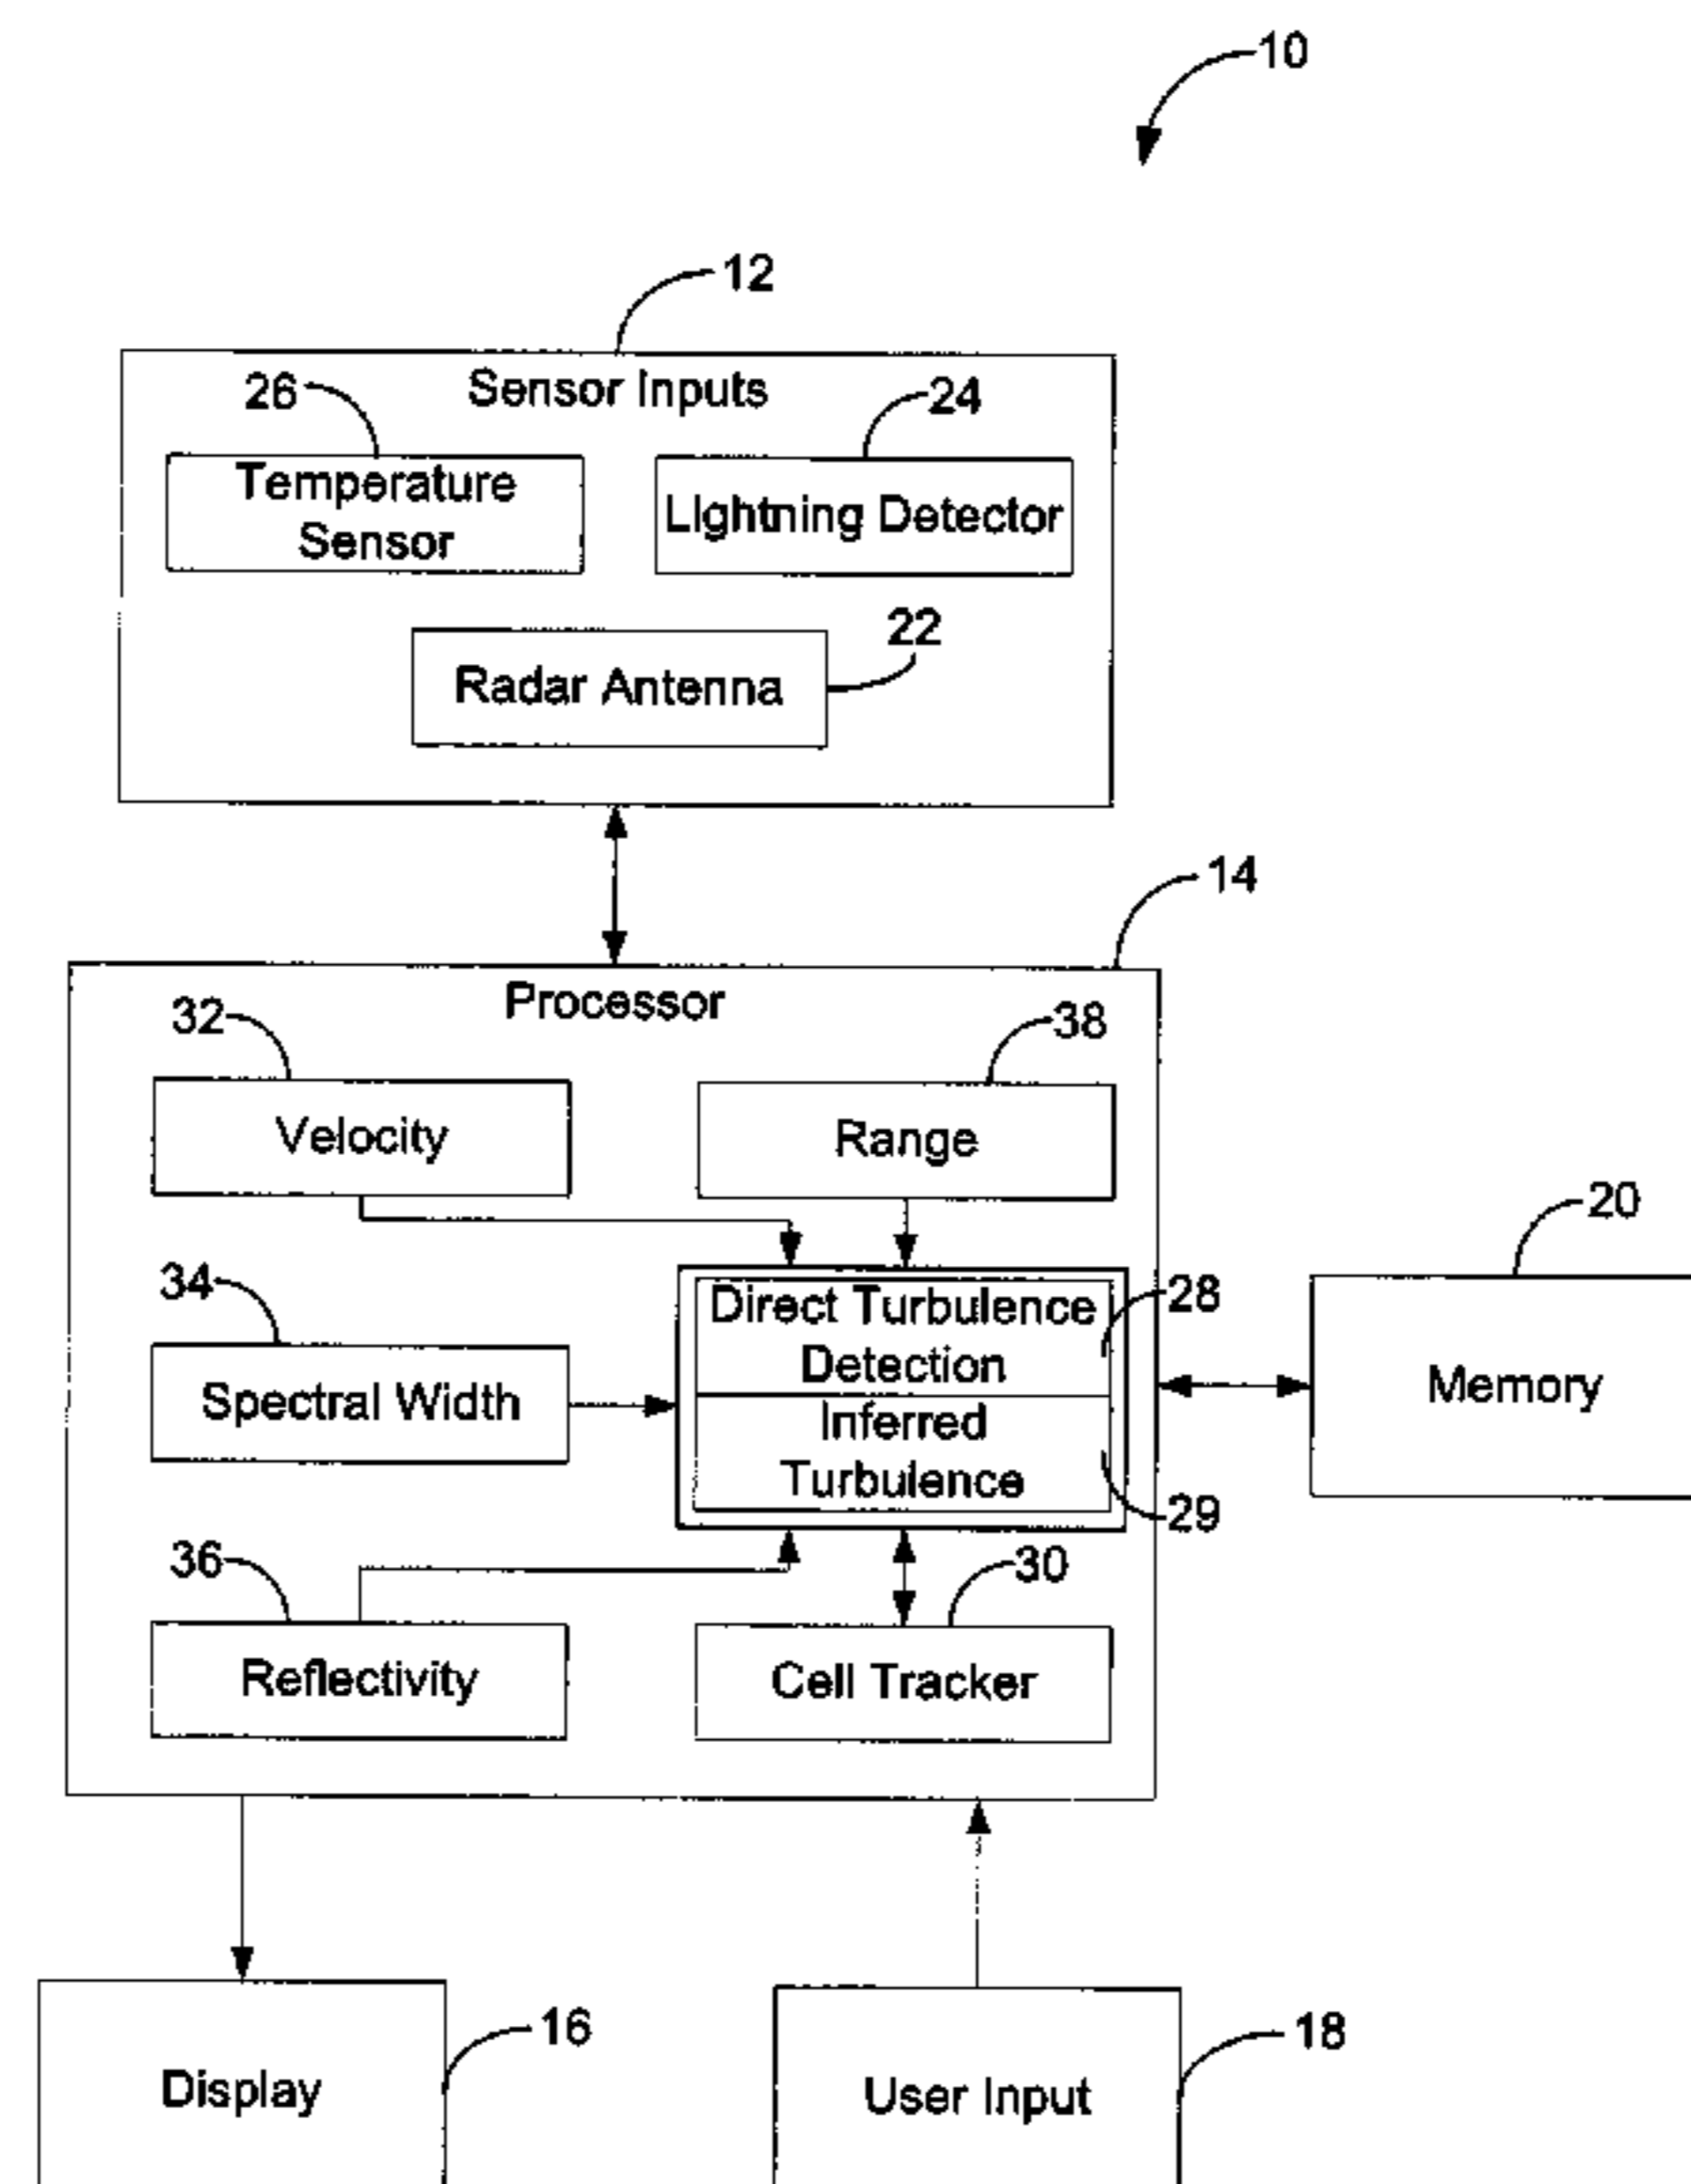 10
12
Sensor Inputs
26
24
Temperature
Sensor
LIghtning Detector
22
Radar Antenna
14
Processor
32
38
Velocity
Range
20
34
28
Direct Turbulence
Detection
Memory
Spectral Width
Inferred
Turbulence
29
36
30
Reflectivity
Cell Tracker
16
18
Display
User Input